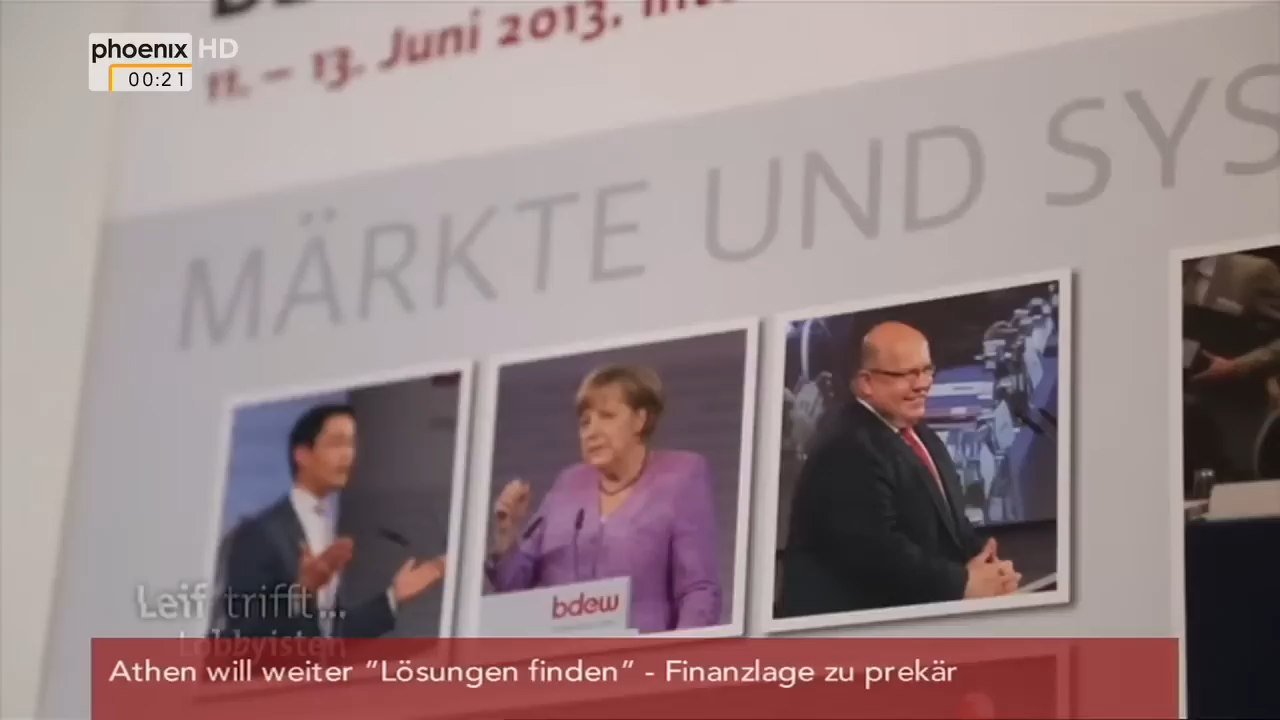 phoenix HD
00:21
11. – 13. Juni 2013.
MÄRKTE UND SYS
bdew
Leif trifft...
Lobbyisten
Athen will weiter “Lösungen finden” - Finanzlage zu prekär